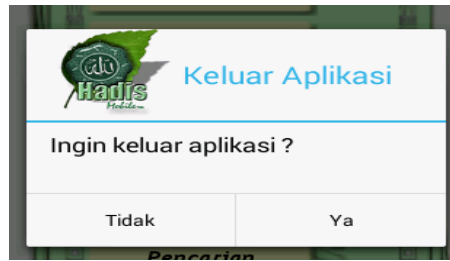 Hadis
Mobile
Keluar Aplikasi
Ingin keluar aplikasi ?
Tidak
Ya
Pencarian